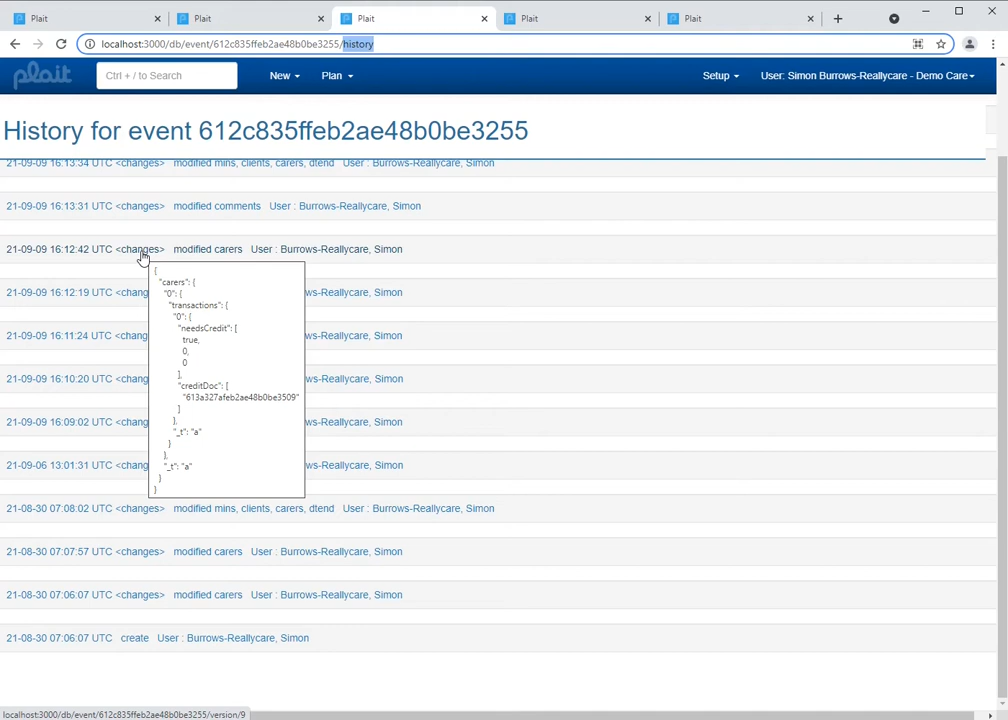 Plait
Plait
Plait
Plait
Plait
localhost:3000/db/event/612c835ffeb2ae48b0be3255/history
plait
Ctrl + / to Search
New
Plan
Setup
User: Simon Burrows-Reallycare - Demo Care
History for event 612c835ffeb2ae48b0be3255
21-09-09 16:13:34 UTC <changes> modified mins, clients, carers, dtend User : Burrows-Reallycare, Simon
21-09-09 16:13:31 UTC <changes> modified comments User : Burrows-Reallycare, Simon
21-09-09 16:12:42 UTC <changes> modified carers User : Burrows-Reallycare, Simon
21-09-09 16:12:19 UTC <chang ws-Reallycare, Simon
21-09-09 16:11:24 UTC <chang ws-Reallycare, Simon
21-09-09 16:10:20 UTC <chang ws-Reallycare, Simon
21-09-09 16:09:02 UTC <chang ws-Reallycare, Simon
21-09-06 13:01:31 UTC <chang ws-Reallycare, Simon
{
"carers": {
"0": {
"transactions": {
"0": {
"needsCredit": [
true,
0,
0
],
"creditDoc": [
"613a327afeb2ae48b0be3509"
]
},
"_t": "a"
}
},
"_t": "a"
}
}
21-08-30 07:08:02 UTC <changes> modified mins, clients, carers, dtend User : Burrows-Reallycare, Simon
21-08-30 07:07:57 UTC <changes> modified carers User : Burrows-Reallycare, Simon
21-08-30 07:06:07 UTC <changes> modified carers User : Burrows-Reallycare, Simon
21-08-30 07:06:07 UTC create User : Burrows-Reallycare, Simon
localhost:3000/db/event/612c835ffeb2ae48b0be3255/version/9